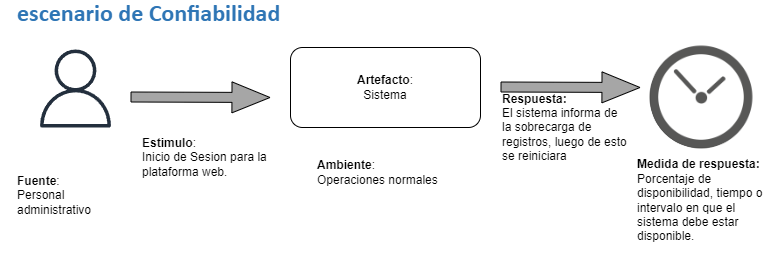 escenario de Confiabilidad
Fuente:
Personal
administrativo
Estimulo:
Inicio de Sesion para la
plataforma web.
Artefacto:
Sistema
Ambiente:
Operaciones normales
Respuesta:
El sistema informa de
la sobrecarga de
registros, luego de esto
se reiniciara
Medida de respuesta:
Porcentaje de
disponibilidad, tiempo o
intervalo en que el
sistema debe estar
disponible.